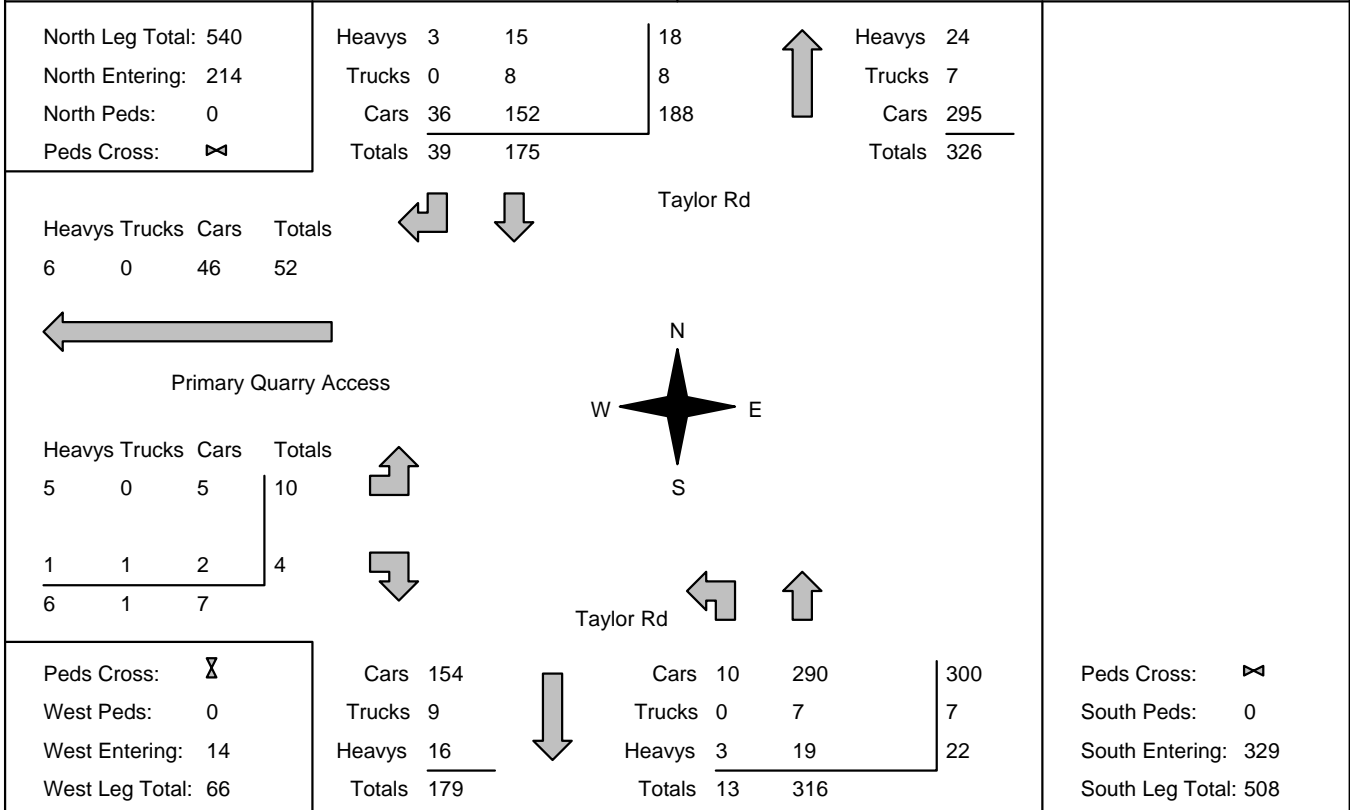 North Leg Total: 540
North Entering: 214
North Peds: 0
Peds Cross:
Heavys 3 15 18
Trucks 0 8 8
Cars 36 152 188
Totals 39 175
Heavys 24
Trucks 7
Cars 295
Totals 326
Taylor Rd
Heavys Trucks Cars Totals
6 0 46 52
Primary Quarry Access
N
W E
S
Heavys Trucks Cars Totals
5 0 5 10
1 1 2 4
6 1 7
Taylor Rd
Peds Cross:
West Peds: 0
West Entering: 14
West Leg Total: 66
Cars 154
Trucks 9
Heavys 16
Totals 179
Cars 10 290 300
Trucks 0 7 7
Heavys 3 19 22
Totals 13 316
Peds Cross:
South Peds: 0
South Entering: 329
South Leg Total: 508